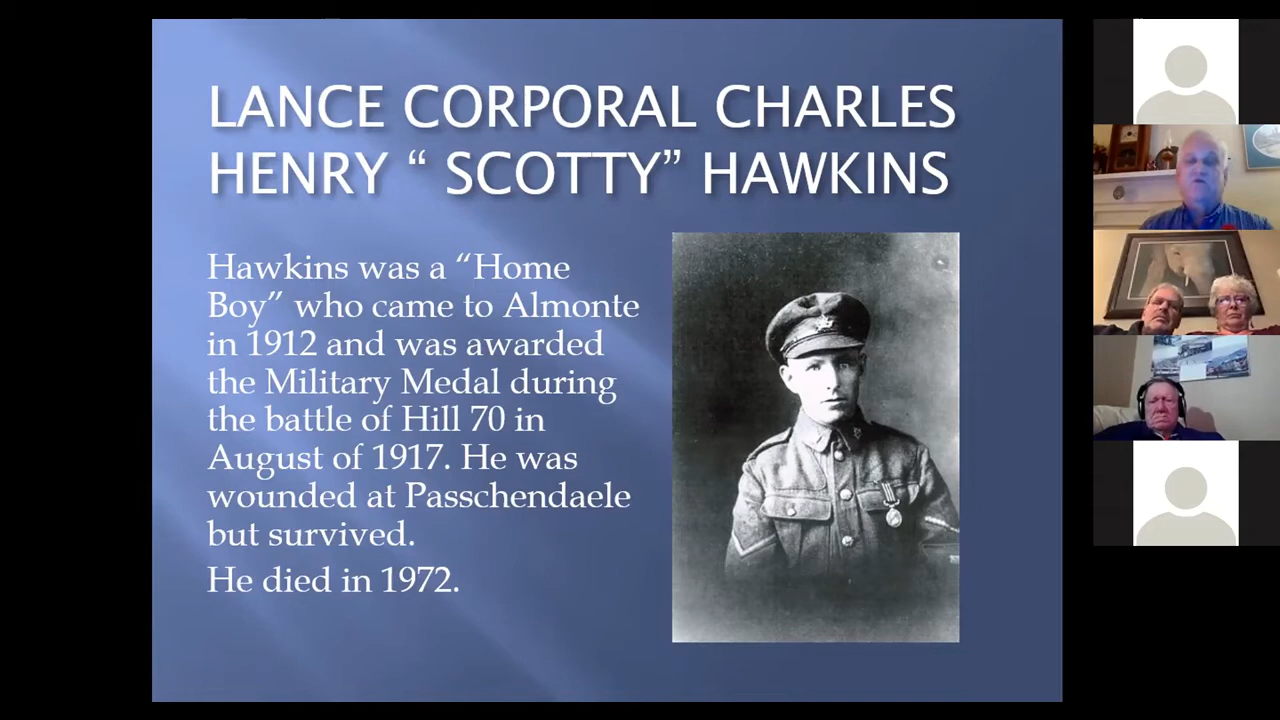 LANCE CORPORAL CHARLES
HENRY “ SCOTTY” HAWKINS
Hawkins was a “Home
Boy” who came to Almonte
in 1912 and was awarded
the Military Medal during
the battle of Hill 70 in
August of 1917. He was
wounded at Passchendaele
but survived.
He died in 1972.